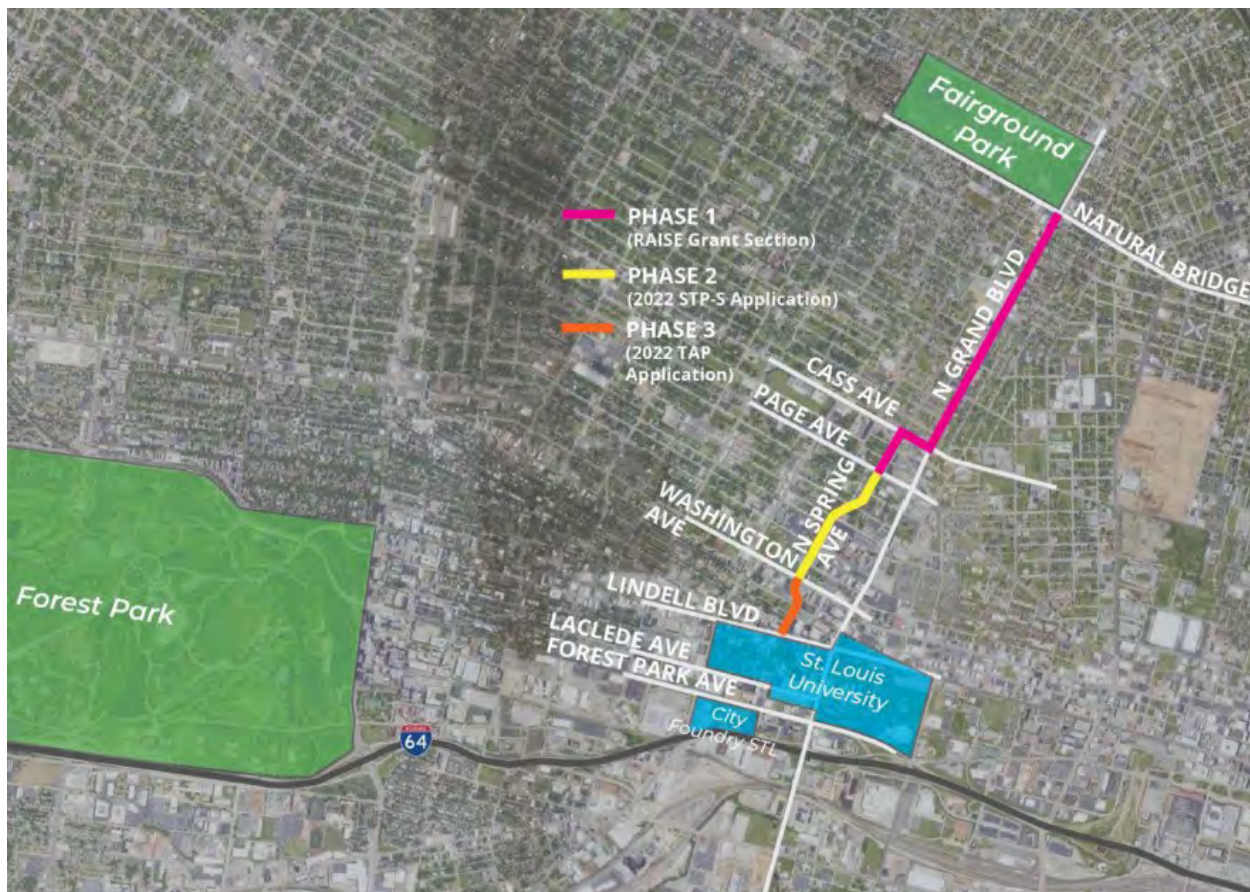 Fairground
Park
PHASE 1
(RAISE Grant Section)
NATURAL BRIDGE
PHASE 2
(2022 STP-S Application)
N GRAND BLVD
PHASE 3
(2022 TAP
Application)
CASS AVE
PAGE AVE
N SPRING
AVE
WASHINGTON
AVE
LINDELL BLVD
Forest Park
LACLEDE AVE
FOREST PARK AVE
St. Louis
University
City
Foundry STL
64